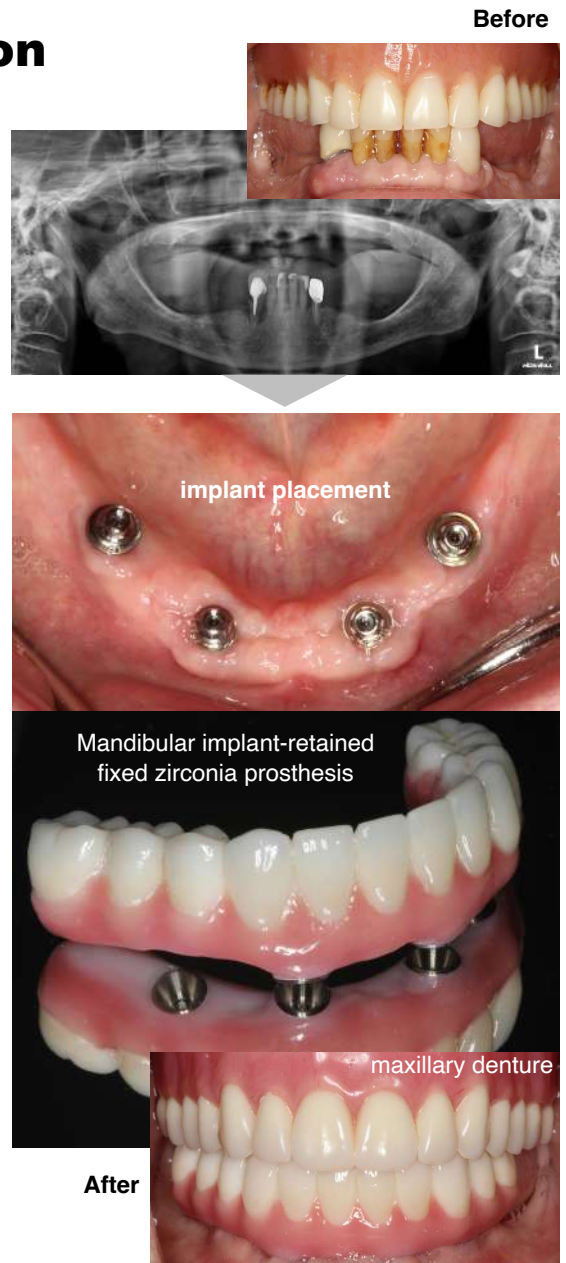 Before
on
L
implant placement
Mandibular implant-retained
fixed zirconia prosthesis
maxillary denture
After